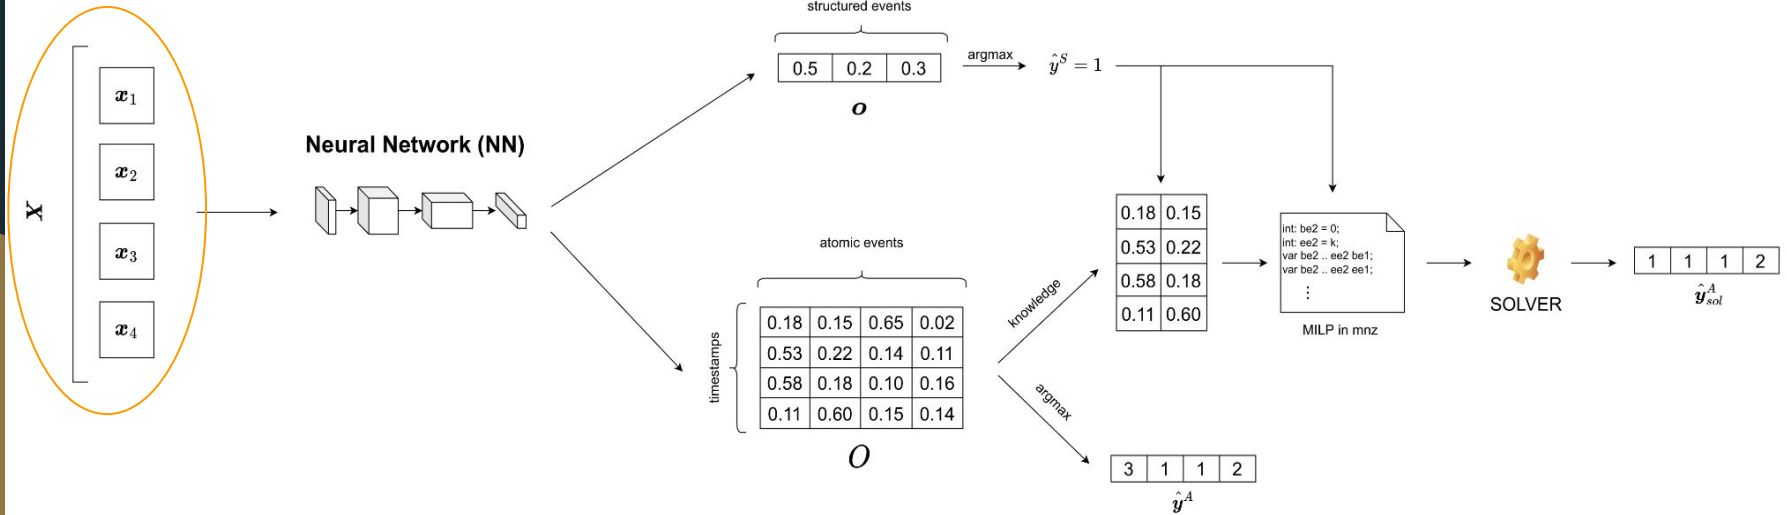 X
x₁
x₂
x₃
x₄
Neural Network (NN)
structured events
0.5 0.2 0.3
o
argmax
ŷˢ = 1
atomic events
timestamps
0.18 0.15 0.65 0.02
0.53 0.22 0.14 0.11
0.58 0.18 0.10 0.16
0.11 0.60 0.15 0.14
O
knowledge
argmax
0.18 0.15
0.53 0.22
0.58 0.18
0.11 0.60
3 1 1 2
ŷᴬ
int: be2 = 0;
int: ee2 = k;
var be2 .. ee2 be1;
var be2 .. ee2 ee1;
⋮
MILP in mnz
SOLVER
1 1 1 2
ŷᴬsol